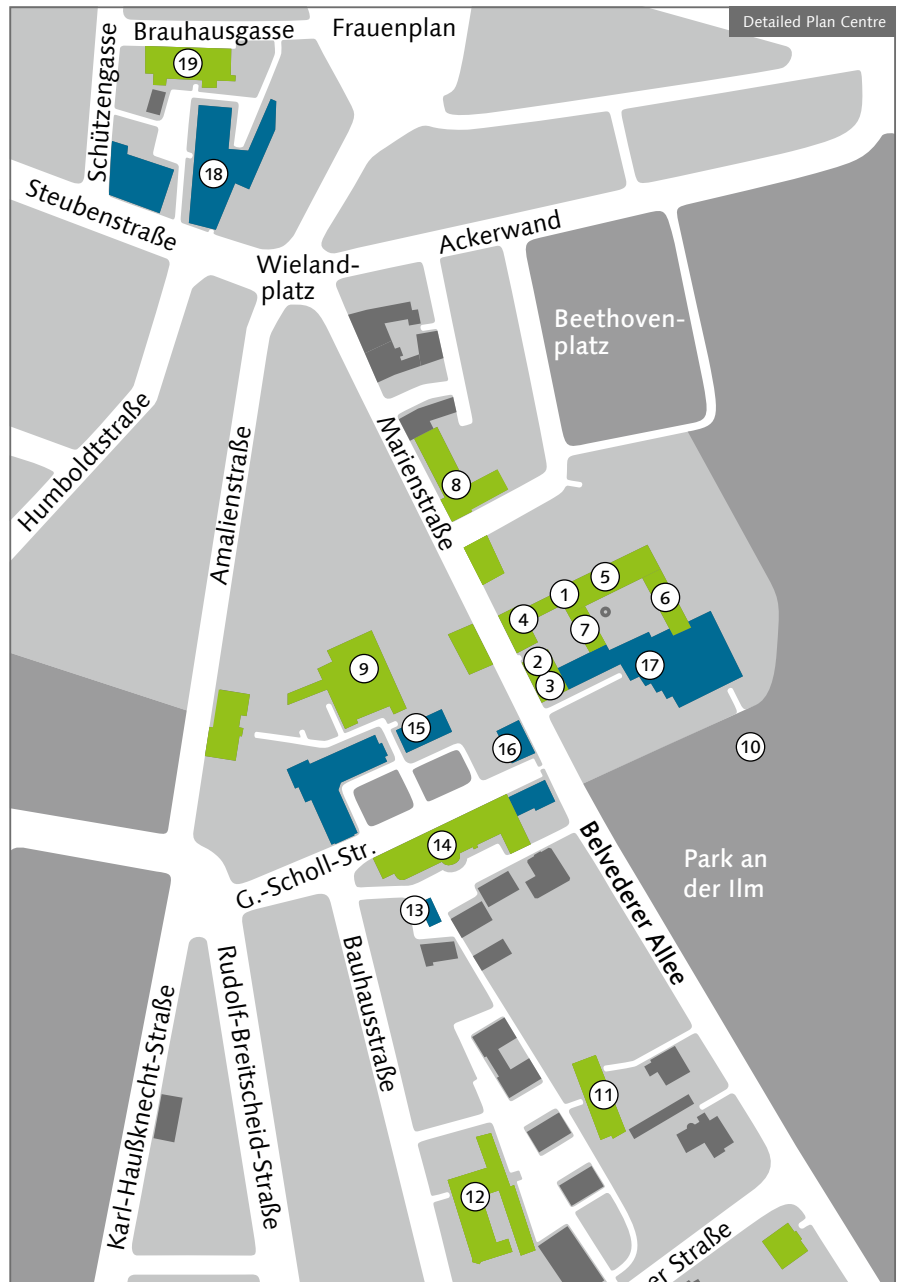 Detailed Plan Centre
Brauhausgasse
Frauenplan
19
Schützengasse
18
Steubenstraße
Ackerwand
Wieland-
platz
Beethoven-
platz
Humboldtstraße
Amalienstraße
Marienstraße
8
5
1
6
4
7
2
17
9
3
15
16
10
14
G.-Scholl-Str.
Belvederer Allee
Park an
der Ilm
13
Bauhausstraße
Rudolf-Breitscheid-Straße
Karl-Haußknecht-Straße
11
12
er Straße